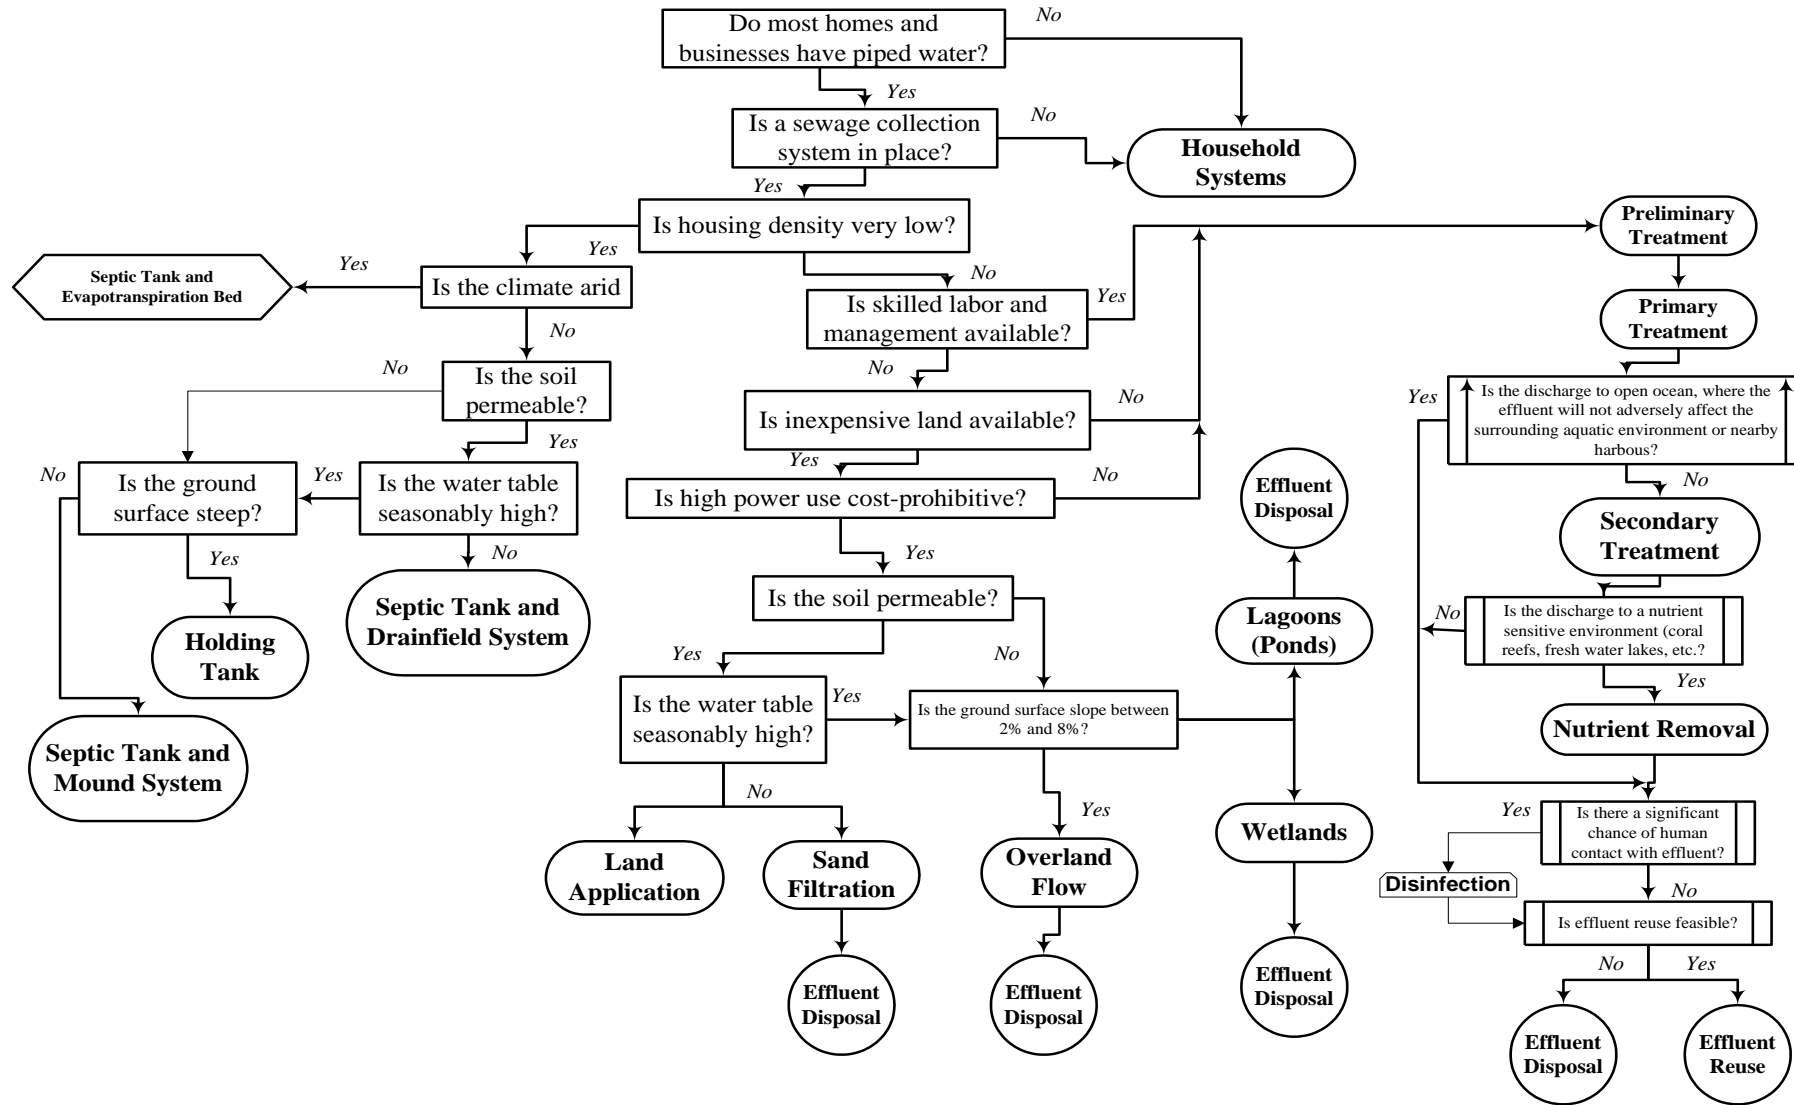 Do most homes and
businesses have piped water?
No
Yes
Is a sewage collection
system in place?
No
Household
Systems
Yes
Is housing density very low?
Yes
No
Preliminary
Treatment
Septic Tank and
Evapotranspiration Bed
Yes
Is the climate arid
No
Is skilled labor and
management available?
Yes
No
Primary
Treatment
No
Is the soil
permeable?
Yes
Is inexpensive land available?
No
Yes
Yes
Is the discharge to open ocean, where the
effluent will not adversely affect the
surrounding aquatic environment or nearby
harbous?
No
No
Is the ground
surface steep?
Yes
Is the water table
seasonably high?
Yes
No
Is high power use cost-prohibitive?
No
Yes
Effluent
Disposal
Secondary
Treatment
Holding
Tank
Septic Tank and
Drainfield System
Is the soil permeable?
Yes
No
Lagoons
(Ponds)
No
Is the discharge to a nutrient
sensitive environment (coral
reefs, fresh water lakes, etc.?
Yes
Septic Tank and
Mound System
Is the water table
seasonably high?
Yes
No
Is the ground surface slope between
2% and 8%?
Yes
Nutrient Removal
Land
Application
Sand
Filtration
Overland
Flow
Wetlands
Yes
Is there a significant
chance of human
contact with effluent?
Disinfection
No
Is effluent reuse feasible?
No
Yes
Effluent
Disposal
Effluent
Disposal
Effluent
Disposal
Effluent
Disposal
Effluent
Reuse